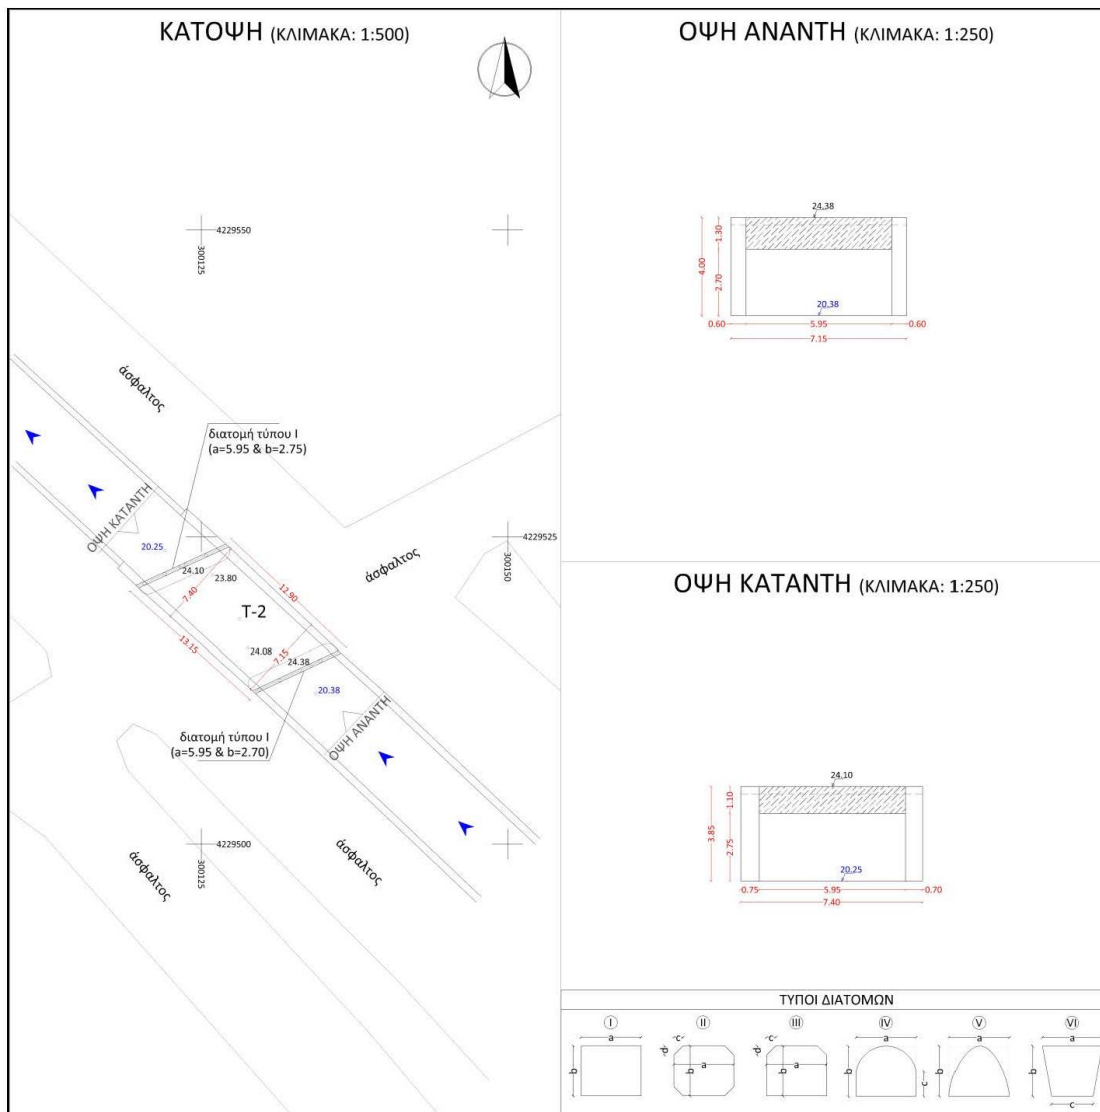 ΚΑΤΟΨΗ (ΚΛΙΜΑΚΑ: 1:500)
4229550
300125
άσφαλτος
διατομή τύπου Ι
(a=5.95 & b=2.75)
ΟΨΗ ΚΑΤΑΝΤΗ
20.25
4229525
300150
άσφαλτος
24.10
23.80
7.40
12.90
T-2
13.15
24.08
7.15
24.38
20.38
ΟΨΗ ΑΝΑΝΤΗ
διατομή τύπου Ι
(a=5.95 & b=2.70)
4229500
300125
άσφαλτος
άσφαλτος
ΟΨΗ ΑΝΑΝΤΗ (ΚΛΙΜΑΚΑ: 1:250)
24.38
1.30
4.00
2.70
20.38
0.60 5.95 0.60
7.15
ΟΨΗ ΚΑΤΑΝΤΗ (ΚΛΙΜΑΚΑ: 1:250)
24.10
1.10
3.85
2.75
20.25
0.75 5.95 0.70
7.40
ΤΥΠΟΙ ΔΙΑΤΟΜΩΝ
I II III IV V VI
a c c a a a
d d
b b a b a b c b b
c